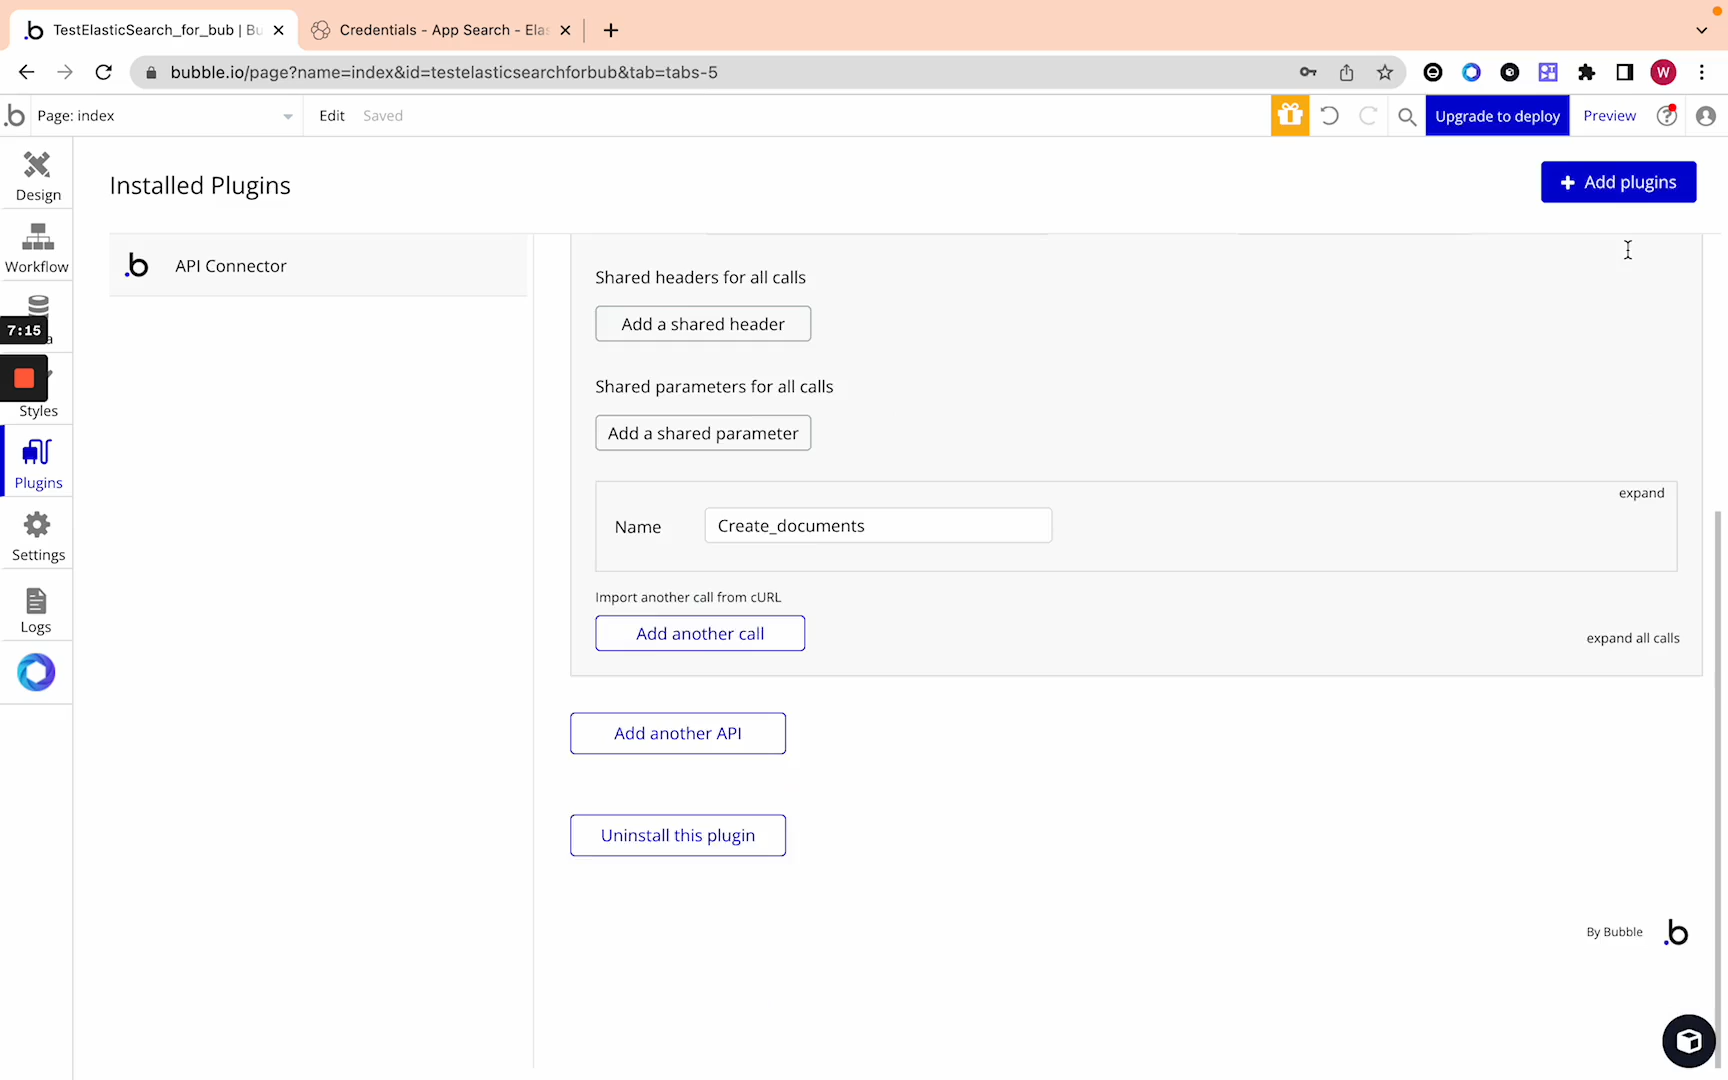 TestElasticSearch_for_bub | Bu
Credentials - App Search - Elas
bubble.io/page?name=index&id=testelasticsearchforbub&tab=tabs-5
W
Page: index
Edit
Saved
Upgrade to deploy
Preview
Design
Workflow
7:15
Styles
Plugins
Settings
Logs
Installed Plugins
Add plugins
API Connector
Shared headers for all calls
Add a shared header
Shared parameters for all calls
Add a shared parameter
expand
Name
Create_documents
Import another call from cURL
Add another call
expand all calls
Add another API
Uninstall this plugin
By Bubble